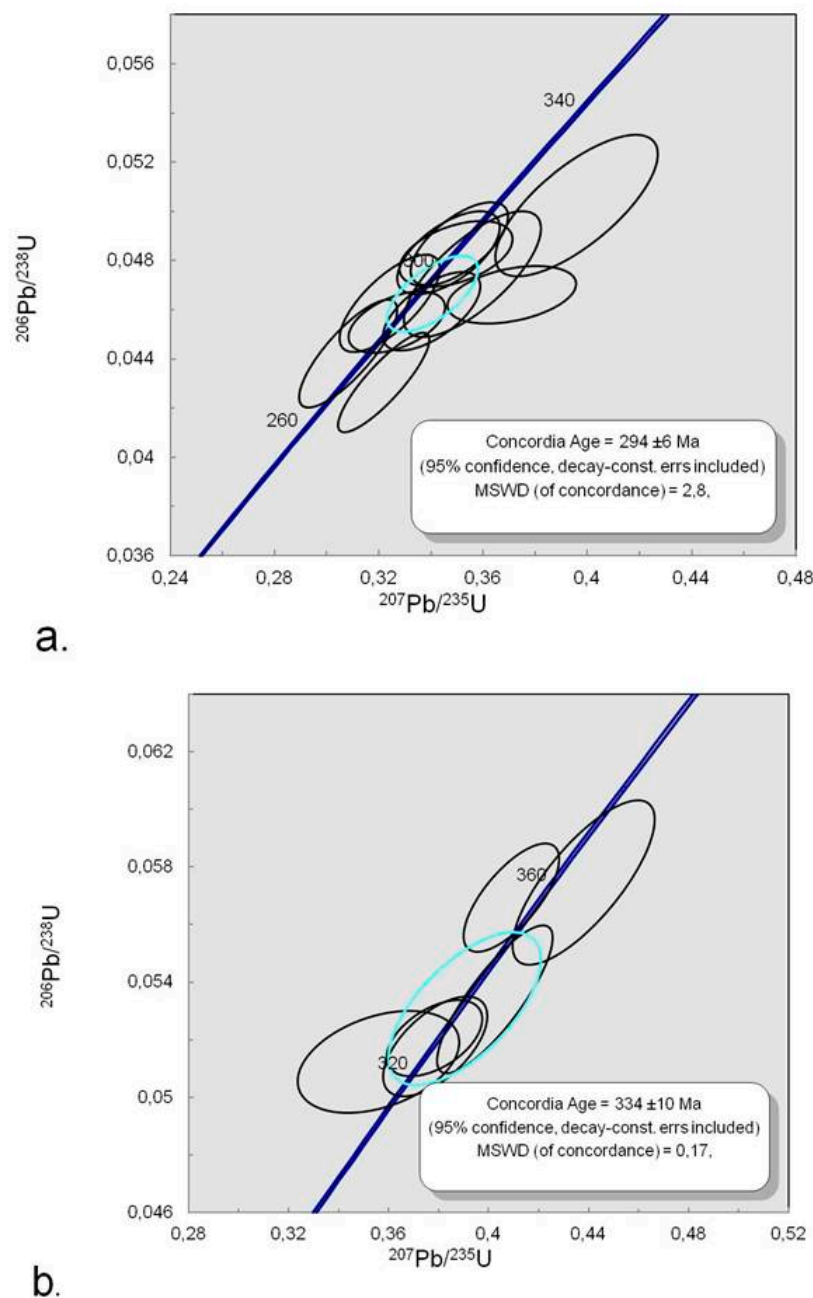 0,056
0,052
0,048
0,044
0,04
0,036
206Pb/238U
340
300
260
Concordia Age = 294 ±6 Ma
(95% confidence, decay-const. errs included)
MSWD (of concordance) = 2,8,
0,24 0,28 0,32 0,36 0,4 0,44 0,48
207Pb/235U
a.
0,062
0,058
0,054
0,05
0,046
206Pb/238U
360
320
Concordia Age = 334 ±10 Ma
(95% confidence, decay-const. errs included)
MSWD (of concordance) = 0,17,
0,28 0,32 0,36 0,4 0,44 0,48 0,52
207Pb/235U
b.